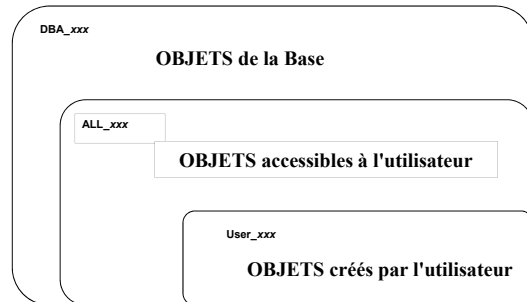 DBA_xxx
OBJETS de la Base
ALL_xxx
OBJETS accessibles à l'utilisateur
User_xxx
OBJETS créés par l'utilisateur